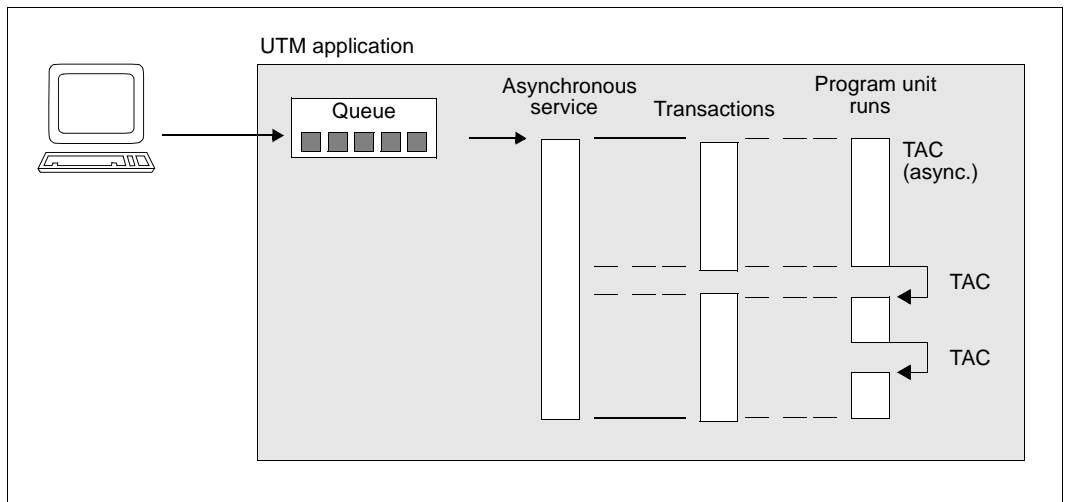 UTM application
Queue
Asynchronous
service
Transactions
Program unit
runs
TAC
(async.)
TAC
TAC